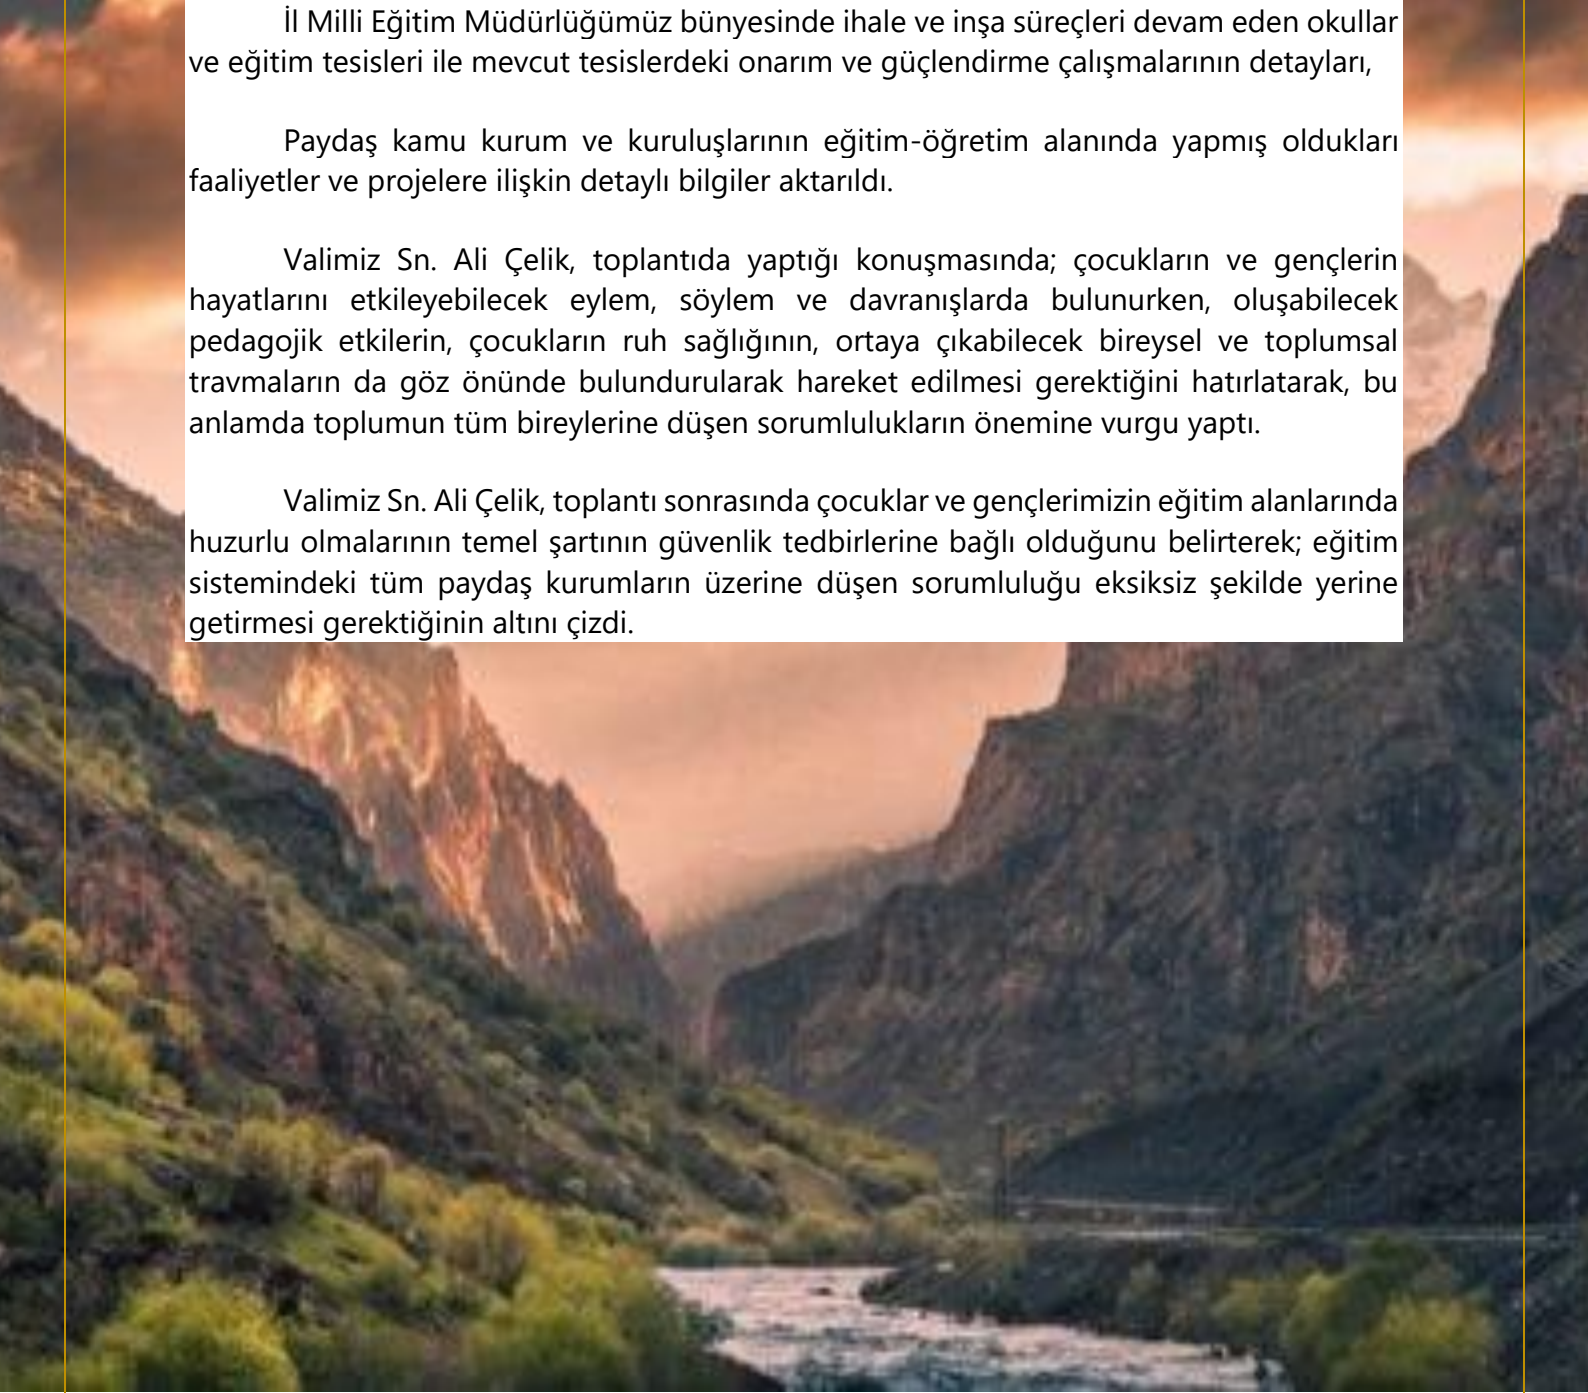 İl Milli Eğitim Müdürlüğümüz bünyesinde ihale ve inşa süreçleri devam eden okullar
ve eğitim tesisleri ile mevcut tesislerdeki onarım ve güçlendirme çalışmalarının detayları,
Paydaş kamu kurum ve kuruluşlarının eğitim-öğretim alanında yapmış oldukları
faaliyetler ve projelere ilişkin detaylı bilgiler aktarıldı.
Valimiz Sn. Ali Çelik, toplantıda yaptığı konuşmasında; çocukların ve gençlerin
hayatlarını etkileyebilecek eylem, söylem ve davranışlarda bulunurken, oluşabilecek
pedagojik etkilerin, çocukların ruh sağlığının, ortaya çıkabilecek bireysel ve toplumsal
travmaların da göz önünde bulundurularak hareket edilmesi gerektiğini hatırlatarak, bu
anlamda toplumun tüm bireylerine düşen sorumlulukların önemine vurgu yaptı.
Valimiz Sn. Ali Çelik, toplantı sonrasında çocuklar ve gençlerimizin eğitim alanlarında
huzurlu olmalarının temel şartının güvenlik tedbirlerine bağlı olduğunu belirterek; eğitim
sistemindeki tüm paydaş kurumların üzerine düşen sorumluluğu eksiksiz şekilde yerine
getirmesi gerektiğinin altını çizdi.